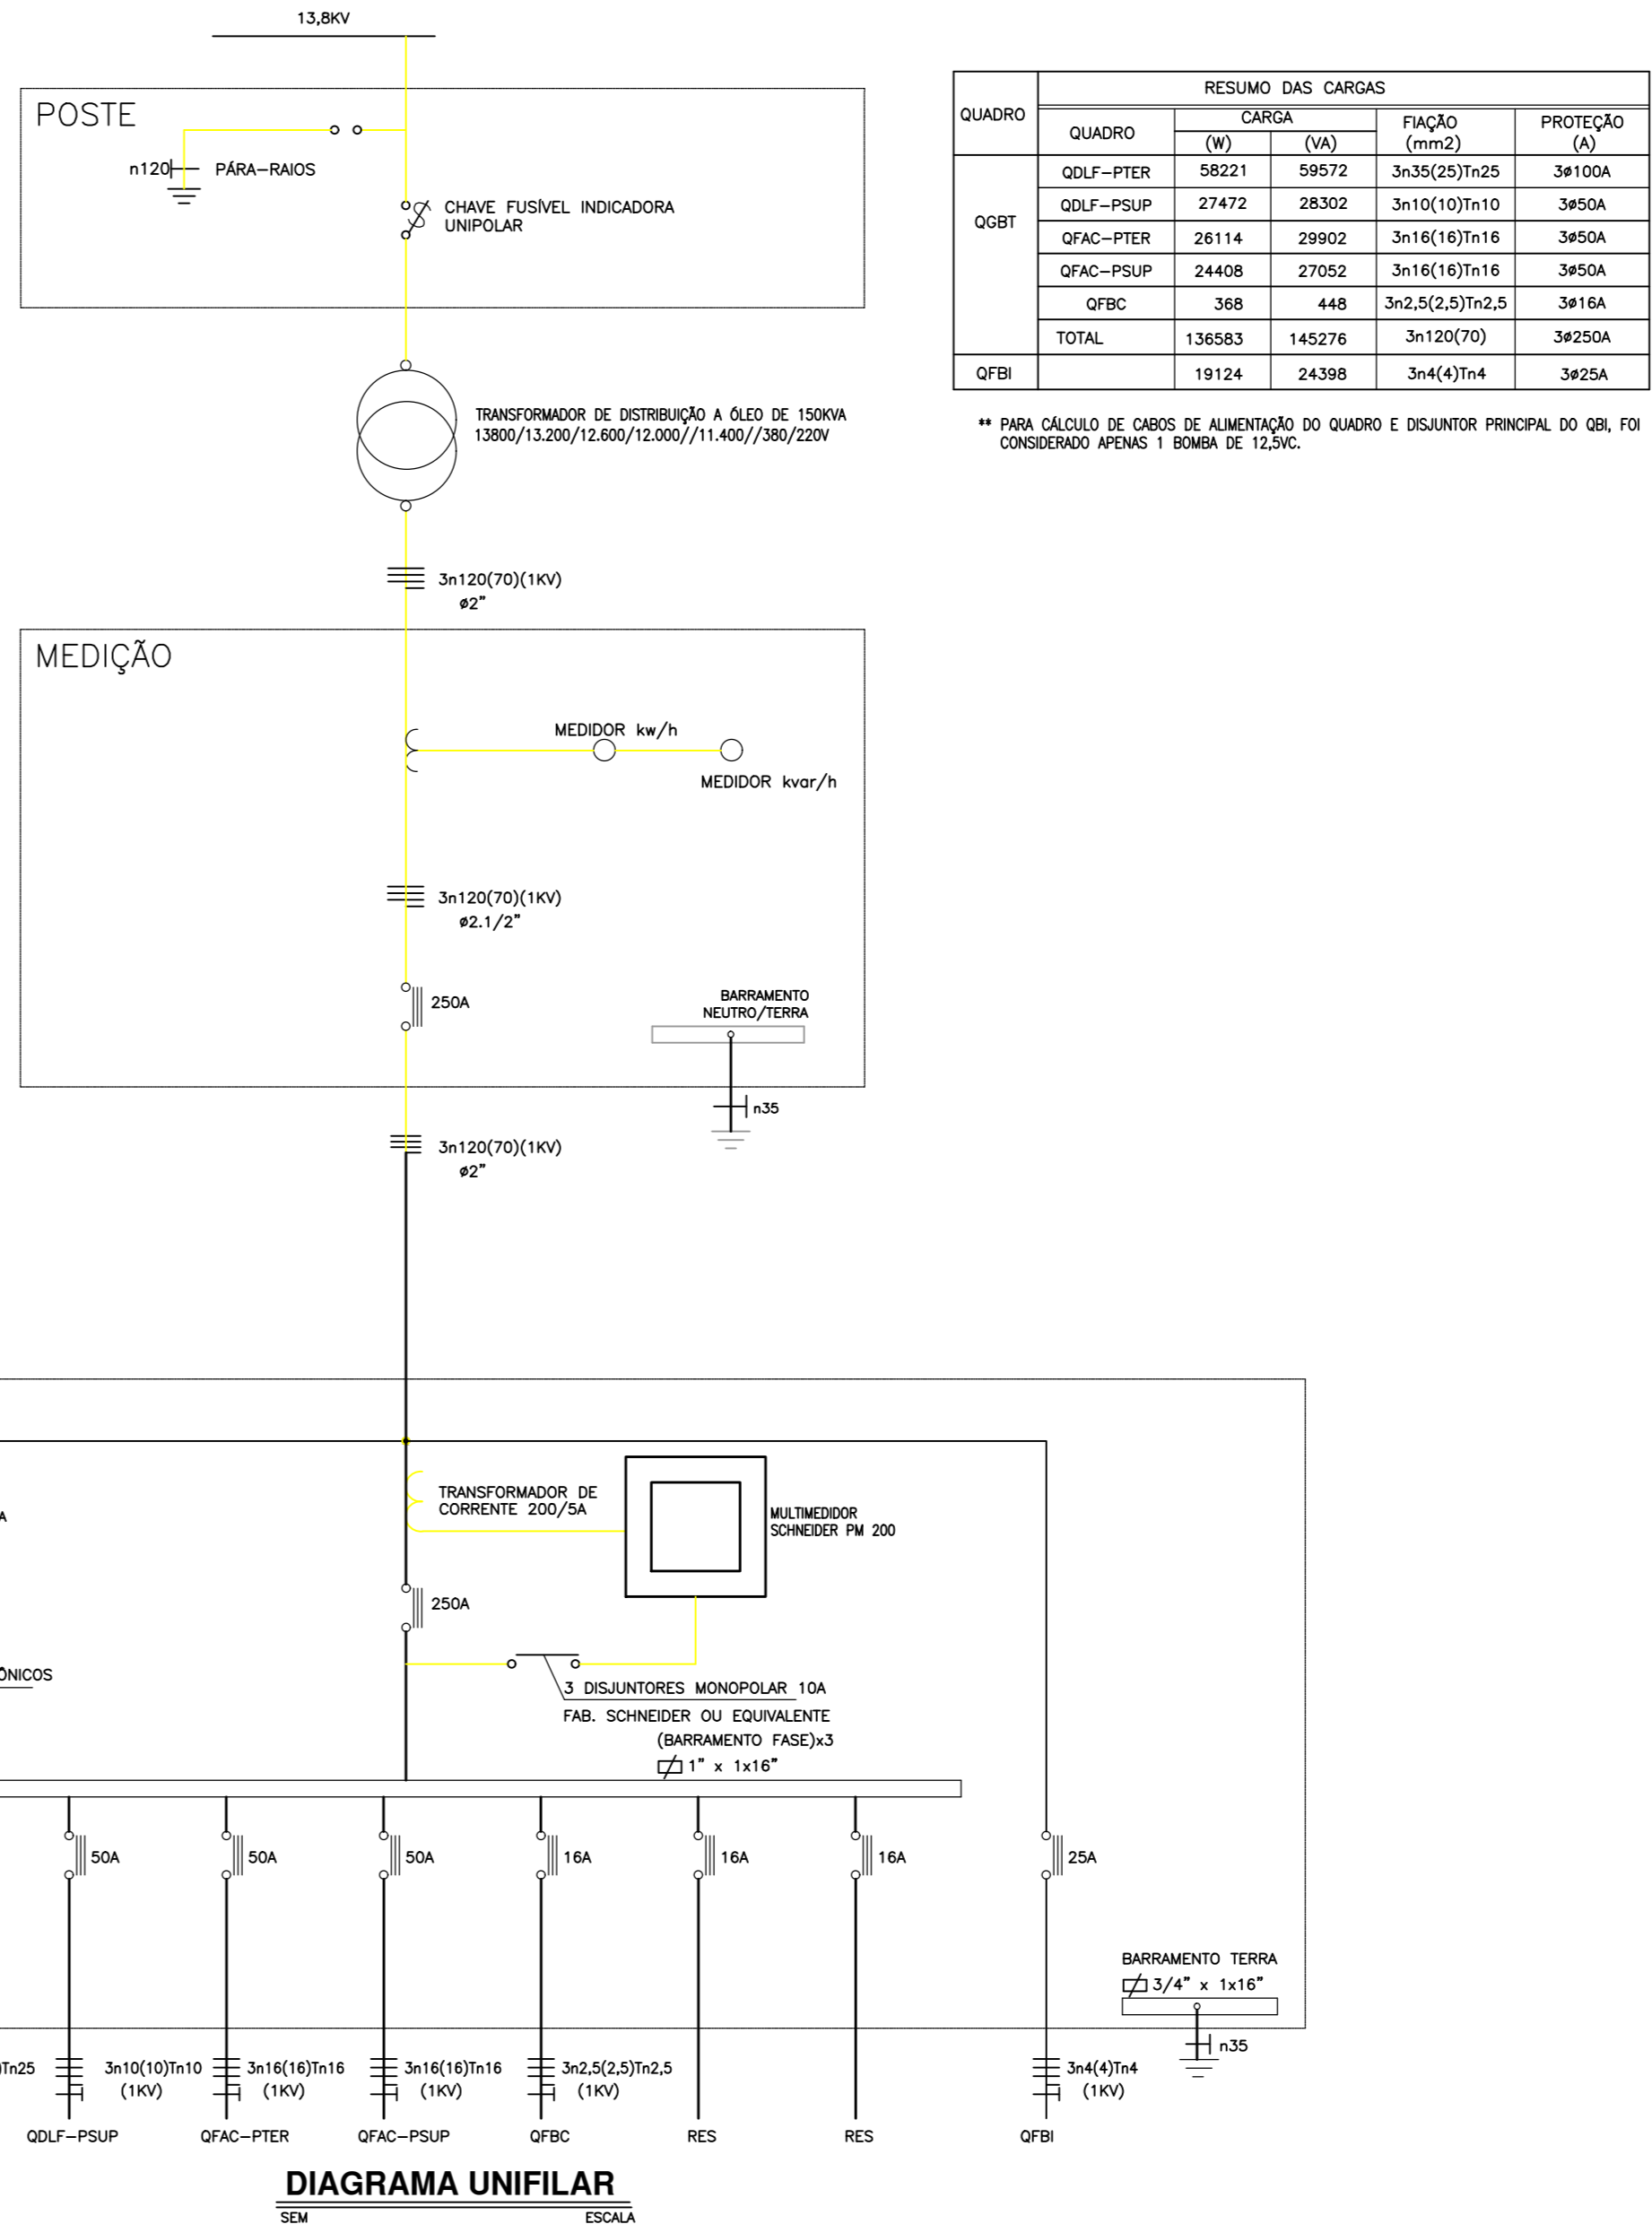 13,8KV
POSTE
n120
PÁRA-RAIOS
CHAVE FUSÍVEL INDICADORA
UNIPOLAR
TRANSFORMADOR DE DISTRIBUIÇÃO A ÓLEO DE 150KVA
13800/13.200/12.600/12.000//11.400//380/220V
3n120(70)(1KV)
ø2"
MEDIÇÃO
MEDIDOR kw/h
MEDIDOR kvar/h
3n120(70)(1KV)
ø2.1/2"
250A
BARRAMENTO
NEUTRO/TERRA
n35
3n120(70)(1KV)
ø2"
QUADRO
RESUMO DAS CARGAS
QUADRO
CARGA
FIAÇÃO
(mm2)
PROTEÇÃO
(A)
(W) (VA)
QGBT
QDLF-PTER 58221 59572 3n35(25)Tn25 3ø100A
QDLF-PSUP 27472 28302 3n10(10)Tn10 3ø50A
QFAC-PTER 26114 29902 3n16(16)Tn16 3ø50A
QFAC-PSUP 24408 27052 3n16(16)Tn16 3ø50A
QFBC 368 448 3n2,5(2,5)Tn2,5 3ø16A
TOTAL 136583 145276 3n120(70) 3ø250A
QFBI 19124 24398 3n4(4)Tn4 3ø25A
** PARA CÁLCULO DE CABOS DE ALIMENTAÇÃO DO QUADRO E DISJUNTOR PRINCIPAL DO QBI, FOI
CONSIDERADO APENAS 1 BOMBA DE 12,5VC.
TRANSFORMADOR DE
CORRENTE 200/5A
MULTIMEDIDOR
SCHNEIDER PM 200
A
250A
ÔNICOS
3 DISJUNTORES MONOPOLAR 10A
FAB. SCHNEIDER OU EQUIVALENTE
(BARRAMENTO FASE)x3
1" x 1x16"
50A 50A 50A 16A 16A 16A 25A
BARRAMENTO TERRA
3/4" x 1x16"
n35
)Tn25 3n10(10)Tn10 3n16(16)Tn16 3n16(16)Tn16 3n2,5(2,5)Tn2,5 3n4(4)Tn4
(1KV) (1KV) (1KV) (1KV) (1KV)
QDLF-PSUP QFAC-PTER QFAC-PSUP QFBC RES RES QFBI
DIAGRAMA UNIFILAR
SEM ESCALA